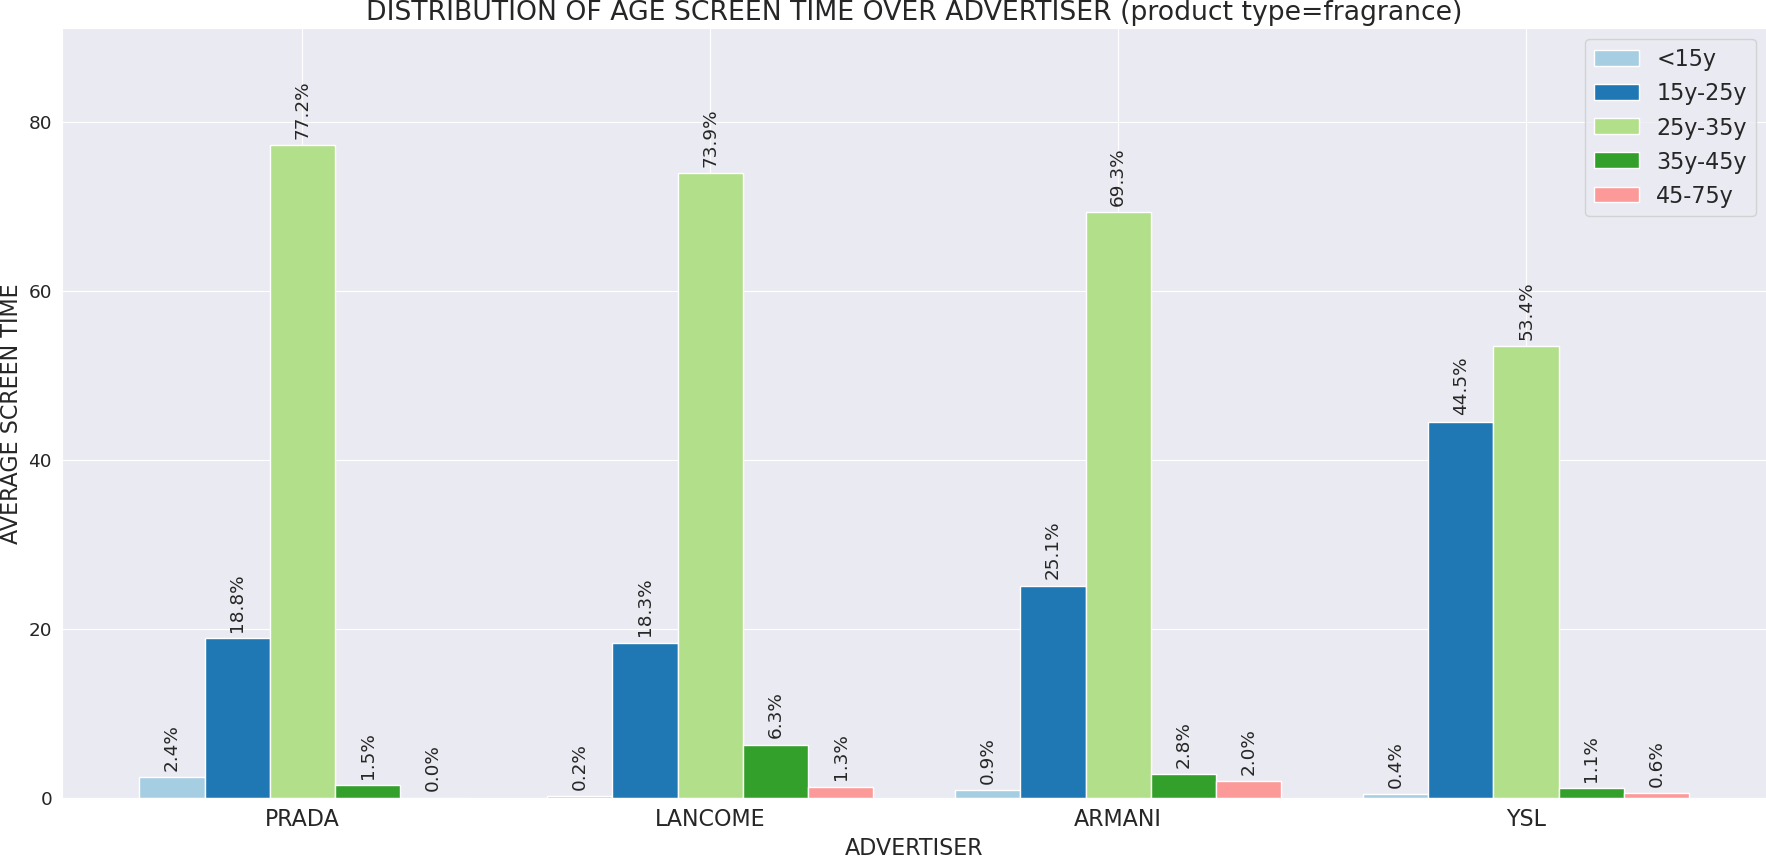 DISTRIBUTION OF AGE SCREEN TIME OVER ADVERTISER (product type=fragrance)
<15y
15y-25y
25y-35y
35y-45y
45-75y
AVERAGE SCREEN TIME
80
60
40
20
0
2.4%
18.8%
77.2%
1.5%
0.0%
0.2%
18.3%
73.9%
6.3%
1.3%
0.9%
25.1%
69.3%
2.8%
2.0%
0.4%
44.5%
53.4%
1.1%
0.6%
PRADA
LANCOME
ARMANI
YSL
ADVERTISER